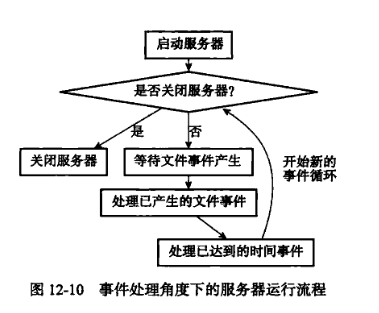 启动服务器
是否关闭服务器?
是
否
关闭服务器
等待文件事件产生
开始新的
事件循环
处理已产生的文件事件
处理已达到的时间事件
图 12-10 事件处理角度下的服务器运行流程